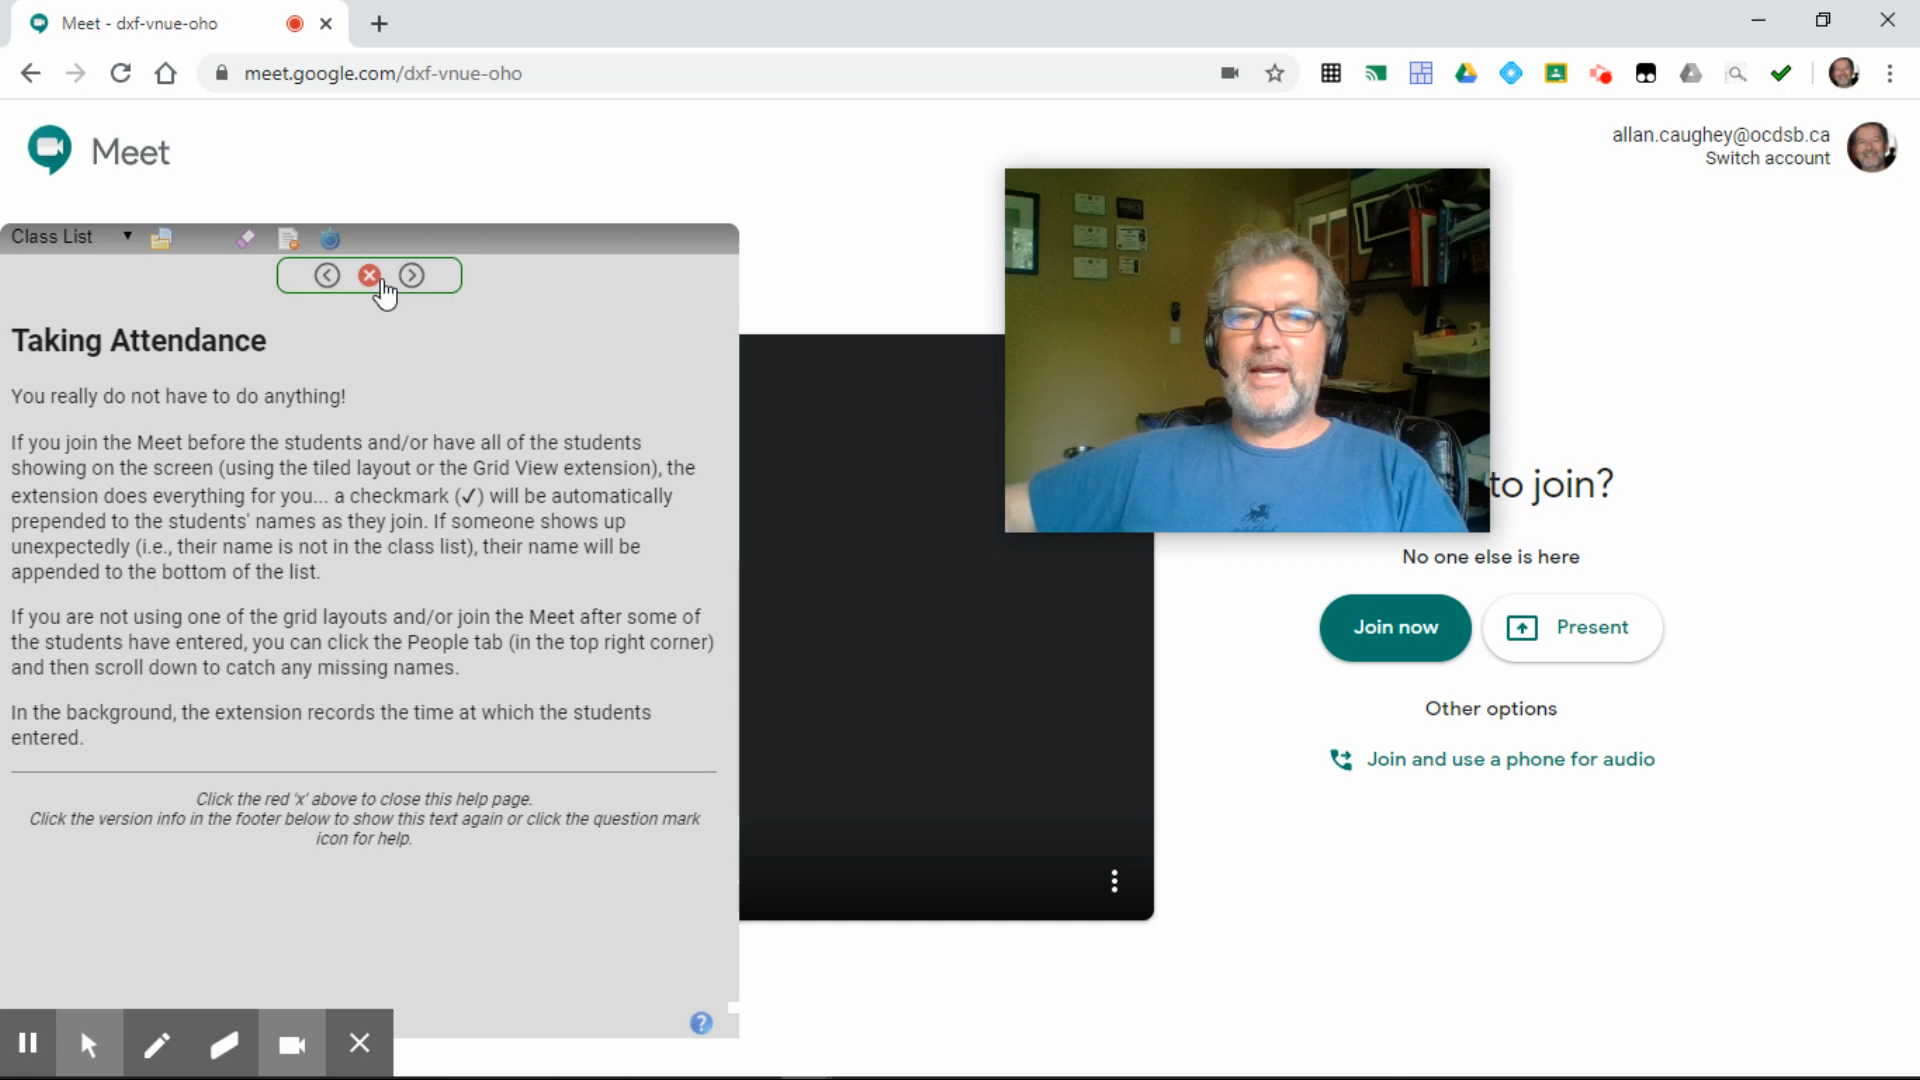 Meet - dxf-vnue-oho
meet.google.com/dxf-vnue-oho
Meet
allan.caughey@ocdsb.ca
Switch account
Class List
Taking Attendance
You really do not have to do anything!
If you join the Meet before the students and/or have all of the students
showing on the screen (using the tiled layout or the Grid View extension), the
extension does everything for you... a checkmark (✓) will be automatically
prepended to the students' names as they join. If someone shows up
unexpectedly (i.e., their name is not in the class list), their name will be
appended to the bottom of the list.
If you are not using one of the grid layouts and/or join the Meet after some of
the students have entered, you can click the People tab (in the top right corner)
and then scroll down to catch any missing names.
In the background, the extension records the time at which the students
entered.
Click the red 'x' above to close this help page.
Click the version info in the footer below to show this text again or click the question mark
icon for help.
to join?
No one else is here
Join now
Present
Other options
Join and use a phone for audio